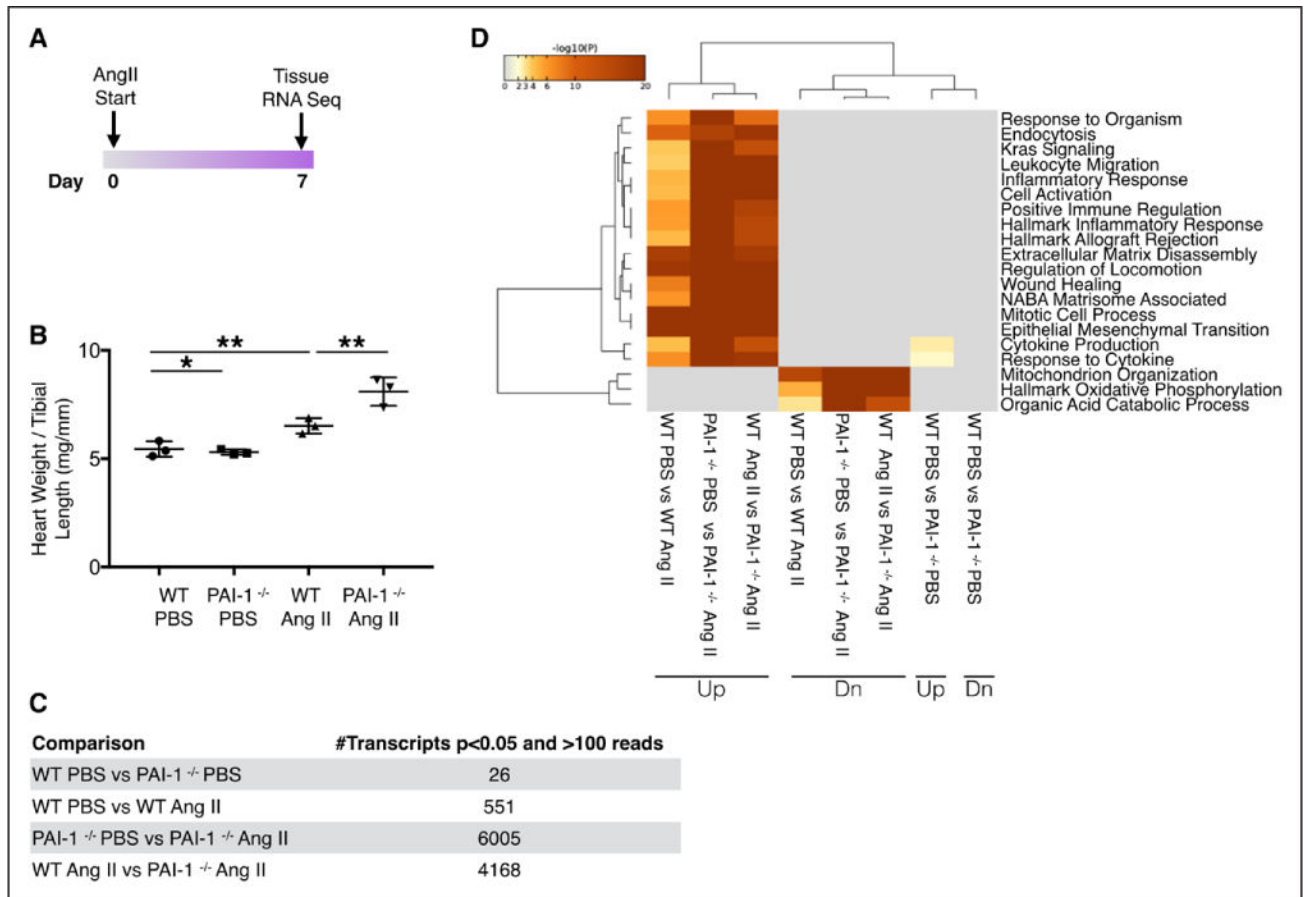 A
AngII
Start
Tissue
RNA Seq
Day 0 7
B
Heart Weight / Tibial
Length (mg/mm)
10
5
0
*
**
**
WT
PBS
PAI-1 -/-
PBS
WT
Ang II
PAI-1 -/-
Ang II
C
Comparison #Transcripts p<0.05 and >100 reads
WT PBS vs PAI-1 -/- PBS 26
WT PBS vs WT Ang II 551
PAI-1 -/- PBS vs PAI-1 -/- Ang II 6005
WT Ang II vs PAI-1 -/- Ang II 4168
D
-log10(P)
0 2 3 4 6 10 20
Response to Organism
Endocytosis
Kras Signaling
Leukocyte Migration
Inflammatory Response
Cell Activation
Positive Immune Regulation
Hallmark Inflammatory Response
Hallmark Allograft Rejection
Extracellular Matrix Disassembly
Regulation of Locomotion
Wound Healing
NABA Matrisome Associated
Mitotic Cell Process
Epithelial Mesenchymal Transition
Cytokine Production
Response to Cytokine
Mitochondrion Organization
Hallmark Oxidative Phosphorylation
Organic Acid Catabolic Process
WT PBS vs WT Ang II
PAI-1 -/- PBS vs PAI-1 -/- Ang II
WT Ang II vs PAI-1 -/- Ang II
WT PBS vs WT Ang II
PAI-1 -/- PBS vs PAI-1 -/- Ang II
WT Ang II vs PAI-1 -/- Ang II
WT PBS vs PAI-1 -/- PBS
WT PBS vs PAI-1 -/- PBS
Up Dn Up Dn